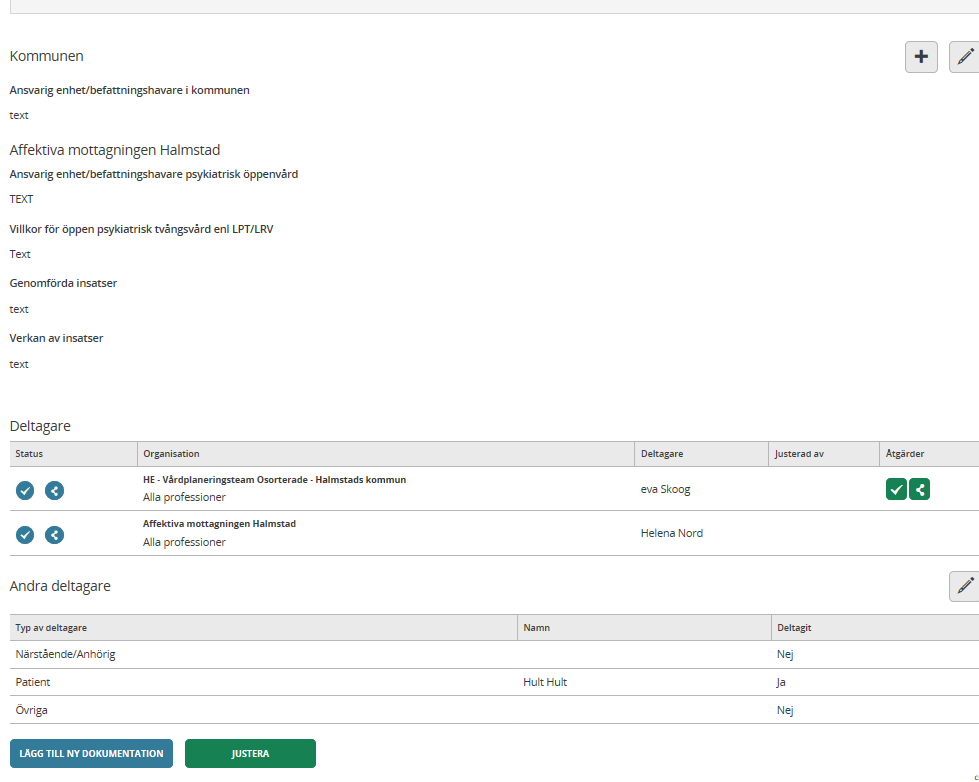 Kommunen
Ansvarig enhet/befattningshavare i kommunen
text
Affektiva mottagningen Halmstad
Ansvarig enhet/befattningshavare psykiatrisk öppenvård
TEXT
Villkor för öppen psykiatrisk tvångsvård enl LPT/LRV
Text
Genomförda insatser
text
Verkan av insatser
text
Deltagare
Status Organisation Deltagare Justerad av Åtgärder
HE - Vårdplaneringsteam Osorterade - Halmstads kommun
Alla professioner eva Skoog
Affektiva mottagningen Halmstad
Alla professioner Helena Nord
Andra deltagare
Typ av deltagare Namn Deltagit
Närstående/Anhörig Nej
Patient Hult Hult Ja
Övriga Nej
LÄGG TILL NY DOKUMENTATION JUSTERA